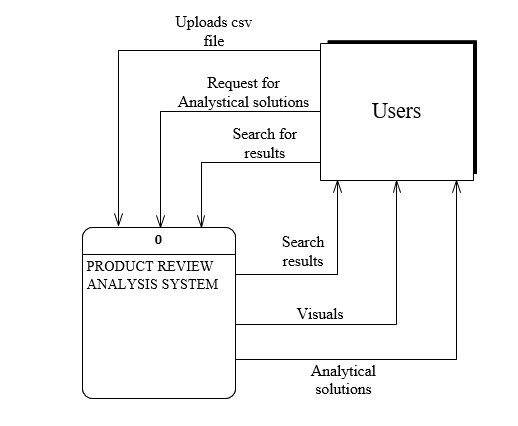 Uploads csv
file
Request for
Analystical solutions
Users
Search for
results
0
PRODUCT REVIEW
ANALYSIS SYSTEM
Search
results
Visuals
Analytical
solutions